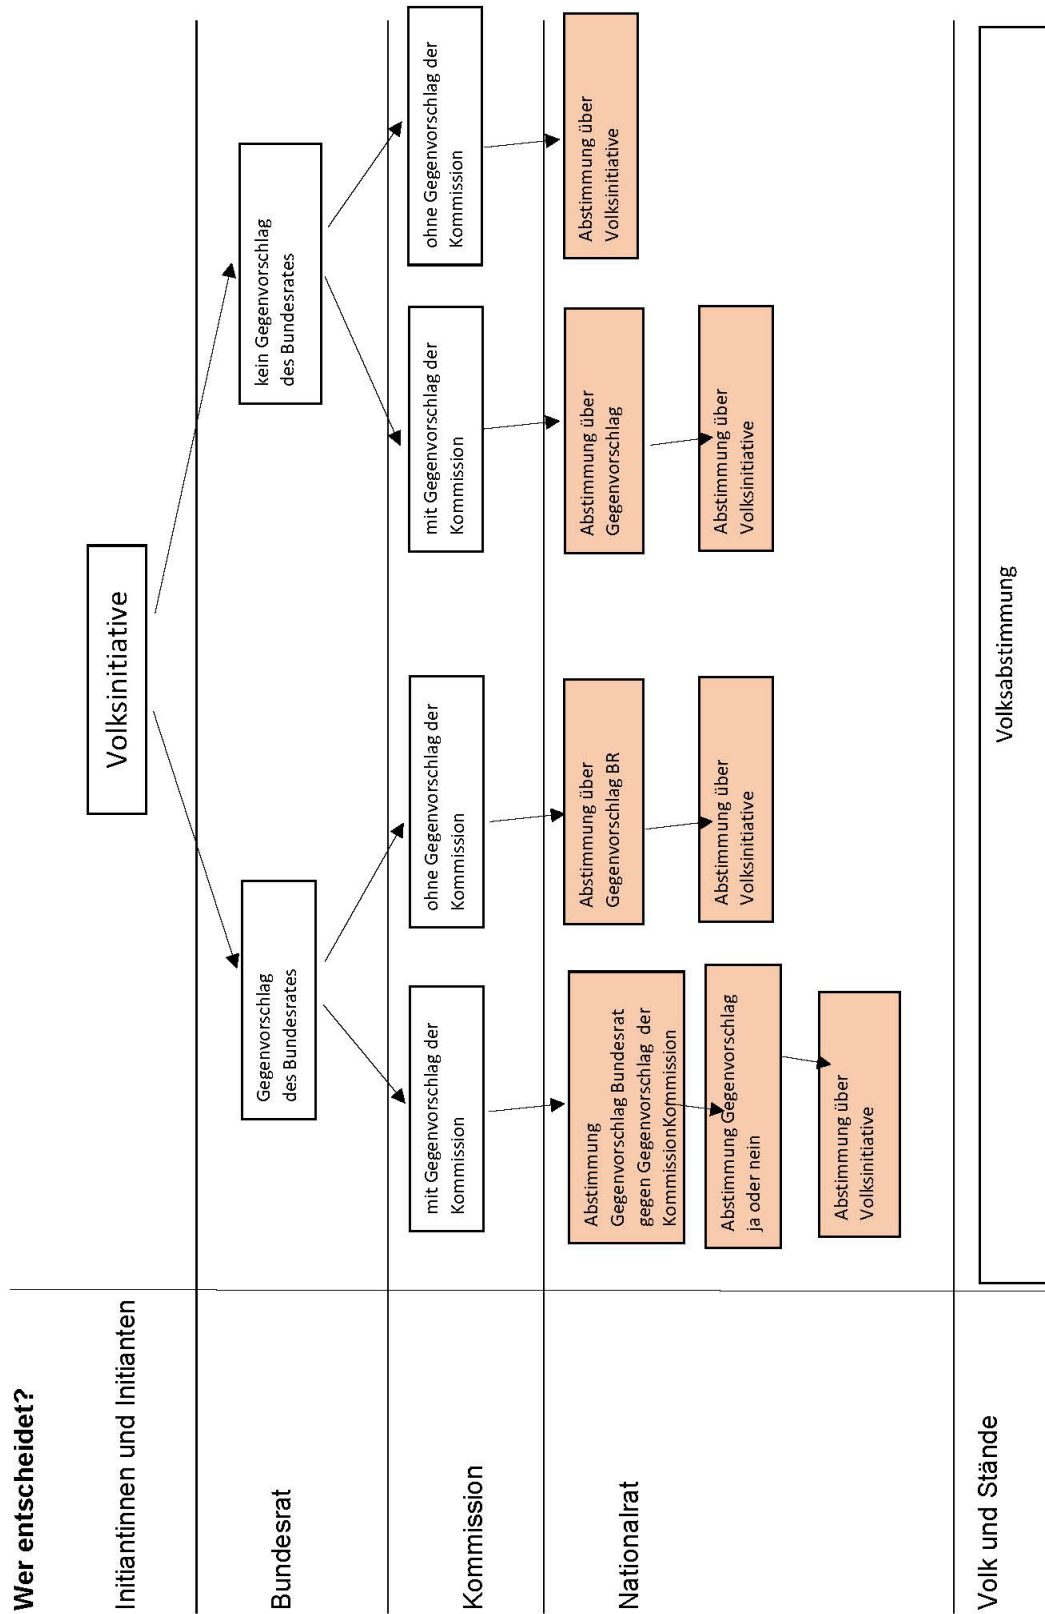 Wer entscheidet?
Initiantinnen und Initianten
Volksinitiative
Bundesrat
Gegenvorschlag
des Bundesrates
kein Gegenvorschlag
des Bundesrates
Kommission
mit Gegenvorschlag der
Kommission
ohne Gegenvorschlag der
Kommission
mit Gegenvorschlag der
Kommission
ohne Gegenvorschlag der
Kommission
Nationalrat
Abstimmung
Gegenvorschlag Bundesrat
gegen Gegenvorschlag der
KommissionKommission
Abstimmung über
Gegenvorschlag BR
Abstimmung über
Gegenvorschlag
Abstimmung über
Volksinitiative
Abstimmung Gegenvorschlag
ja oder nein
Abstimmung über
Volksinitiative
Abstimmung über
Volksinitiative
Abstimmung über
Volksinitiative
Volk und Stände
Volksabstimmung